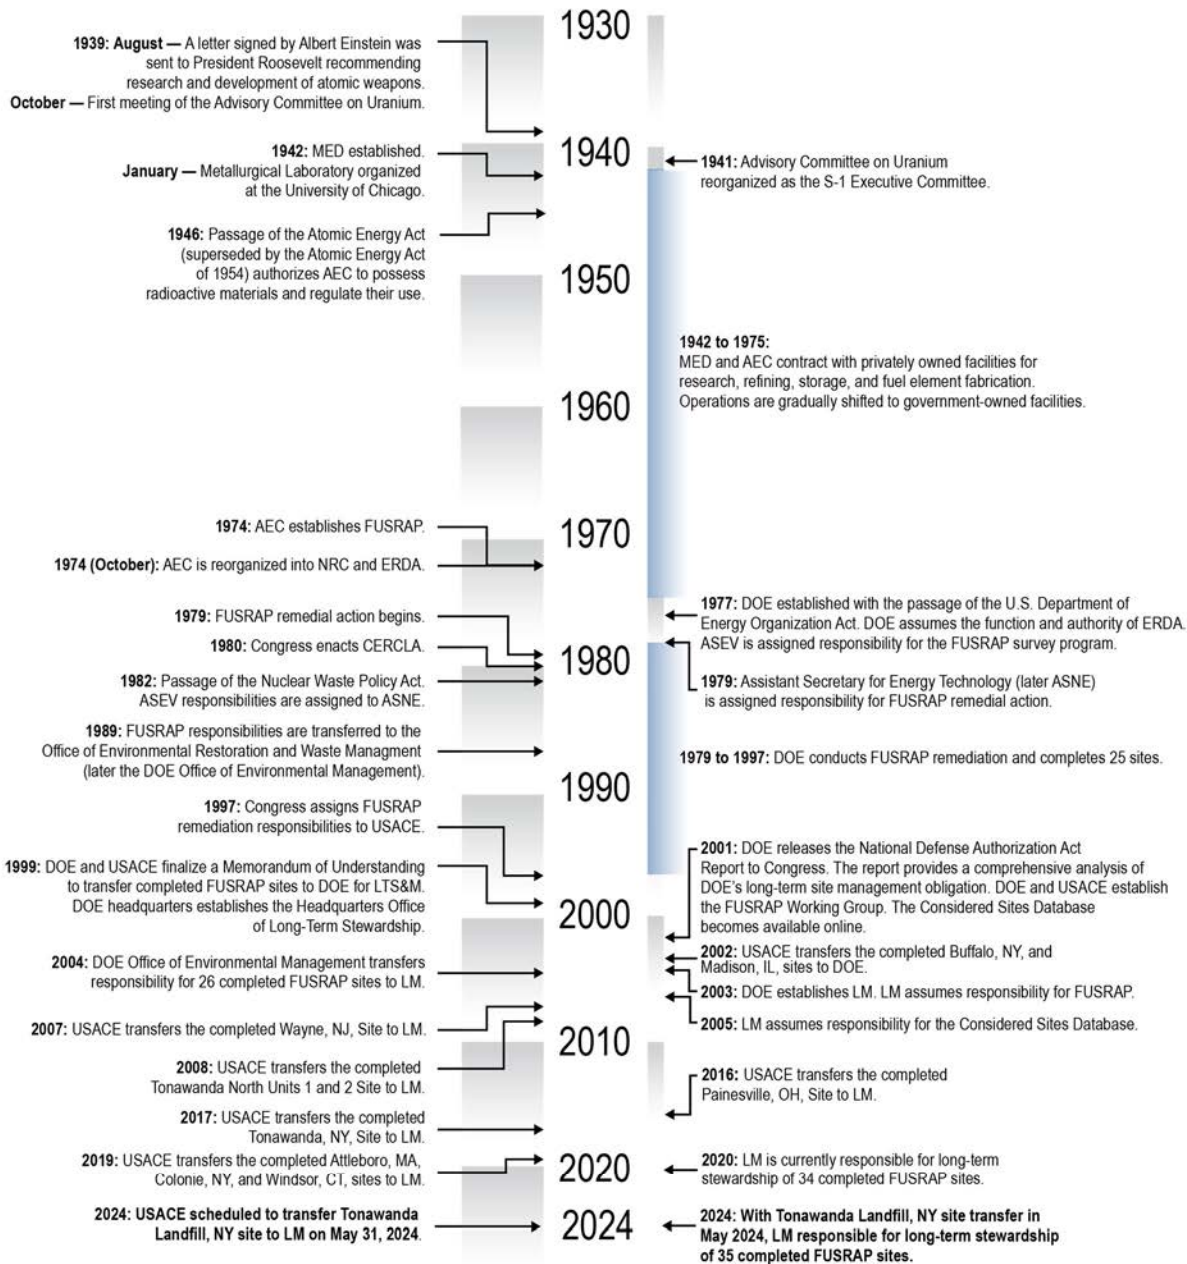 1930
1939: August — A letter signed by Albert Einstein was
sent to President Roosevelt recommending
research and development of atomic weapons.
October — First meeting of the Advisory Committee on Uranium.
1940
1942: MED established.
January — Metallurgical Laboratory organized
at the University of Chicago.
1941: Advisory Committee on Uranium
reorganized as the S-1 Executive Committee.
1946: Passage of the Atomic Energy Act
(superseded by the Atomic Energy Act
of 1954) authorizes AEC to possess
radioactive materials and regulate their use.
1950
1942 to 1975:
MED and AEC contract with privately owned facilities for
research, refining, storage, and fuel element fabrication.
Operations are gradually shifted to government-owned facilities.
1960
1970
1974: AEC establishes FUSRAP.
1974 (October): AEC is reorganized into NRC and ERDA.
1977: DOE established with the passage of the U.S. Department of
Energy Organization Act. DOE assumes the function and authority of ERDA.
ASEV is assigned responsibility for the FUSRAP survey program.
1979: FUSRAP remedial action begins.
1980: Congress enacts CERCLA.
1980
1982: Passage of the Nuclear Waste Policy Act.
ASEV responsibilities are assigned to ASNE.
1979: Assistant Secretary for Energy Technology (later ASNE)
is assigned responsibility for FUSRAP remedial action.
1989: FUSRAP responsibilities are transferred to the
Office of Environmental Restoration and Waste Managment
(later the DOE Office of Environmental Management).
1979 to 1997: DOE conducts FUSRAP remediation and completes 25 sites.
1990
1997: Congress assigns FUSRAP
remediation responsibilities to USACE.
1999: DOE and USACE finalize a Memorandum of Understanding
to transfer completed FUSRAP sites to DOE for LTS&M.
DOE headquarters establishes the Headquarters Office
of Long-Term Stewardship.
2001: DOE releases the National Defense Authorization Act
Report to Congress. The report provides a comprehensive analysis of
DOE's long-term site management obligation. DOE and USACE establish
the FUSRAP Working Group. The Considered Sites Database
becomes available online.
2000
2002: USACE transfers the completed Buffalo, NY, and
Madison, IL, sites to DOE.
2004: DOE Office of Environmental Management transfers
responsibility for 26 completed FUSRAP sites to LM.
2003: DOE establishes LM. LM assumes responsibility for FUSRAP.
2007: USACE transfers the completed Wayne, NJ, Site to LM.
2005: LM assumes responsibility for the Considered Sites Database.
2010
2008: USACE transfers the completed
Tonawanda North Units 1 and 2 Site to LM.
2016: USACE transfers the completed
Painesville, OH, Site to LM.
2017: USACE transfers the completed
Tonawanda, NY, Site to LM.
2019: USACE transfers the completed Attleboro, MA,
Colonie, NY, and Windsor, CT, sites to LM.
2020
2020: LM is currently responsible for long-term
stewardship of 34 completed FUSRAP sites.
2024: USACE scheduled to transfer Tonawanda
Landfill, NY site to LM on May 31, 2024.
2024
2024: With Tonawanda Landfill, NY site transfer in
May 2024, LM responsible for long-term stewardship
of 35 completed FUSRAP sites.